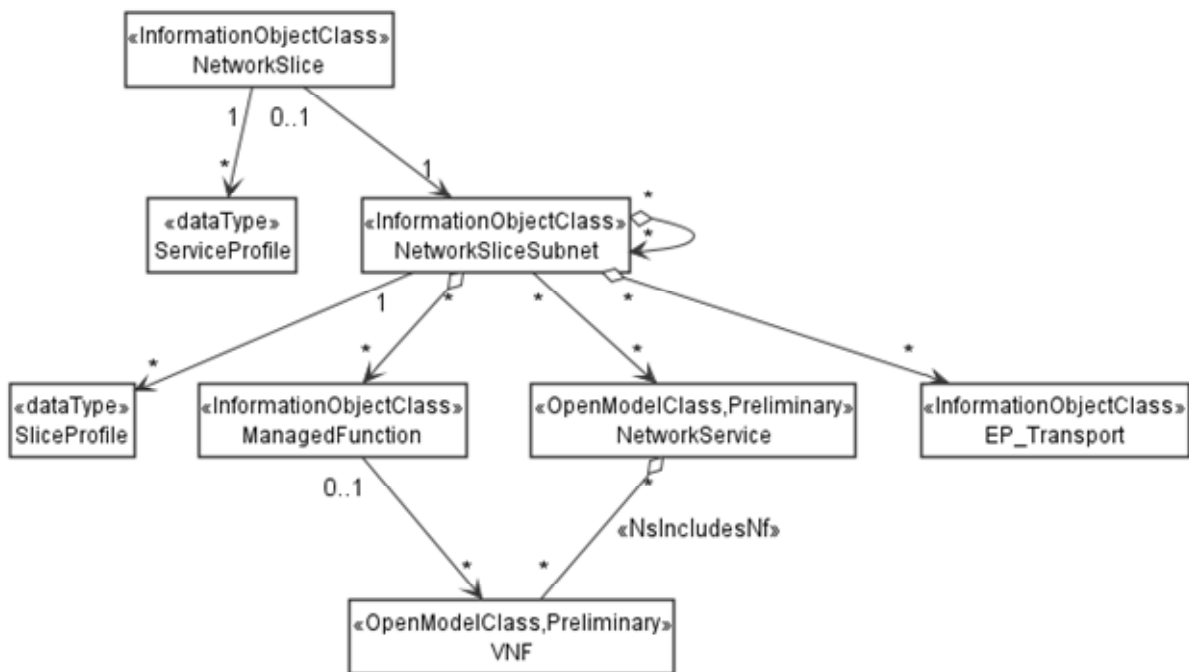 «InformationObjectClass»
NetworkSlice
1
0..1
*
1
«dataType»
ServiceProfile
«InformationObjectClass»
NetworkSliceSubnet
*
*
1
*
*
*
*
*
*
*
«dataType»
SliceProfile
«InformationObjectClass»
ManagedFunction
«OpenModelClass,Preliminary»
NetworkService
«InformationObjectClass»
EP_Transport
0..1
*
«NsIncludesNf»
*
*
«OpenModelClass,Preliminary»
VNF